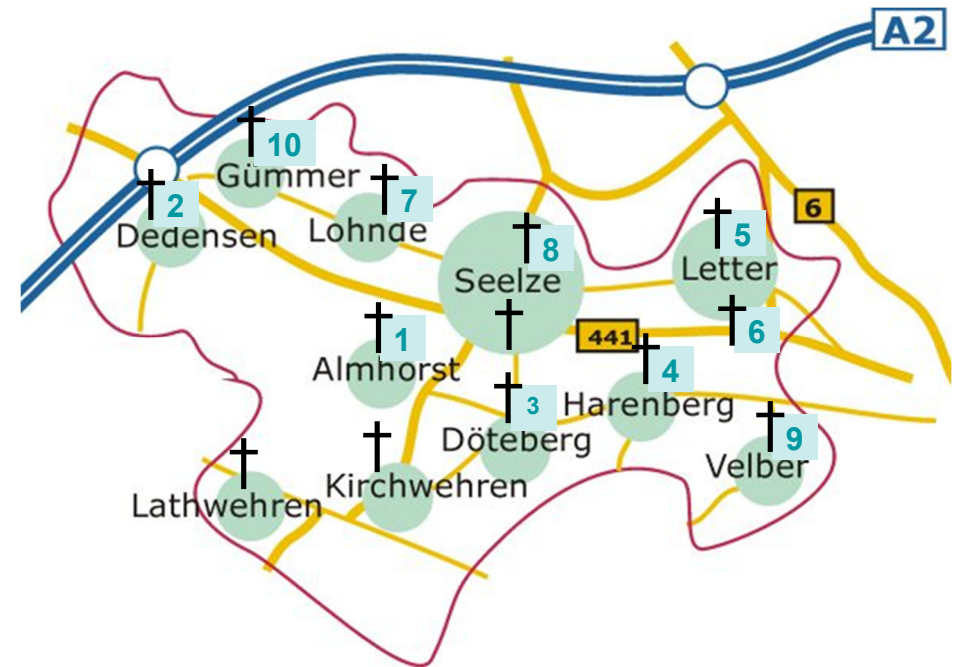 A2
10
Gümmer
7
6
2
Dedensen
Lohnde
8
5
Seelze
Letter
1
441
6
Almhorst
4
3
Harenberg
9
Döteberg
Velber
Kirchwehren
Lathwehren